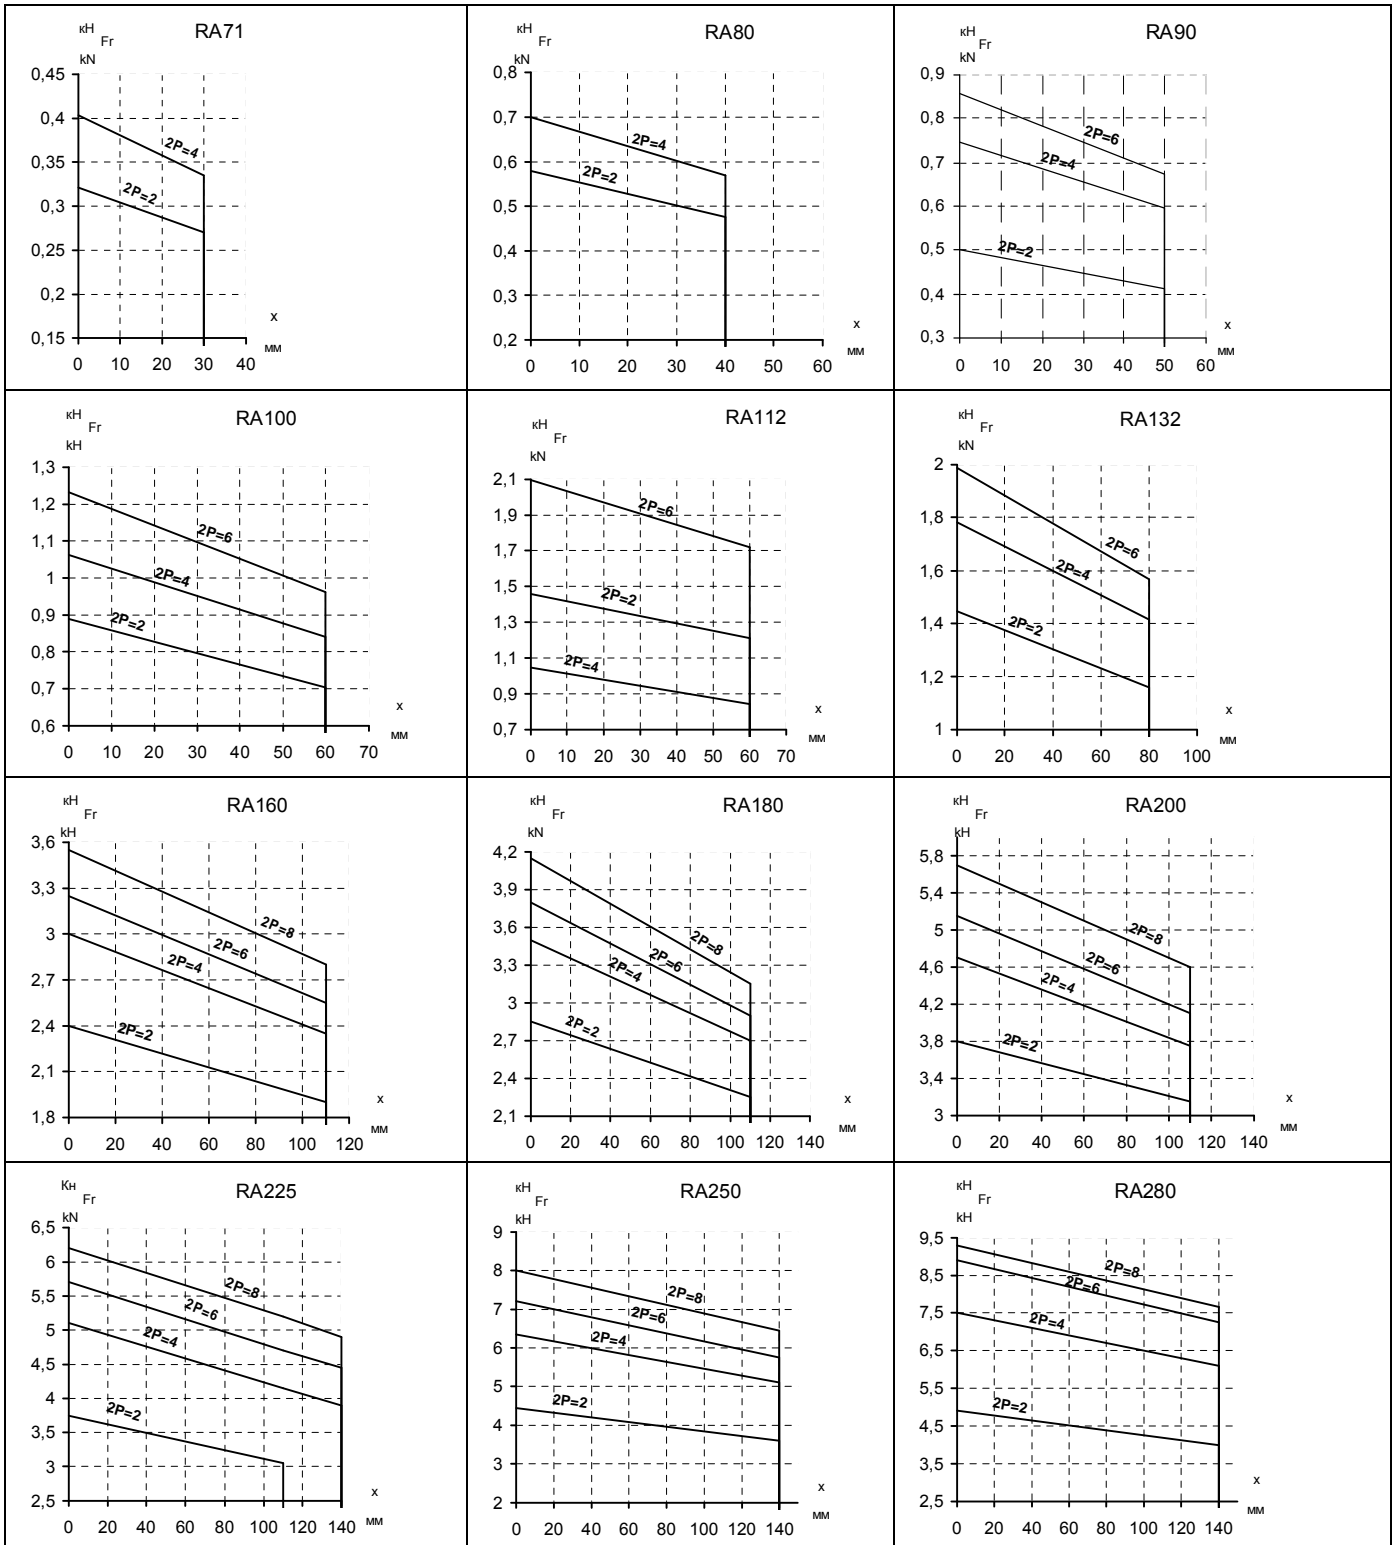 кН Fr RA71
kN
0,45
0,4
2P=4
0,35
2P=2
0,3
0,25
0,2
x
0,15
мм
0 10 20 30 40
кН Fr RA80
kN
0,8
0,7
2P=4
0,6
2P=2
0,5
0,4
0,3
x
0,2
мм
0 10 20 30 40 50 60
кН Fr RA90
kN
0,9
0,8
2P=6
0,7
2P=4
0,6
0,5
2P=2
0,4
x
0,3
мм
0 10 20 30 40 50 60
кН Fr RA100
kH
1,3
1,2
2P=6
1,1
1
2P=4
0,9
2P=2
0,8
0,7
x
0,6
мм
0 10 20 30 40 50 60 70
кН Fr RA112
kN
2,1
1,9
2P=6
1,7
1,5
2P=2
1,3
1,1
2P=4
0,9
x
0,7
мм
0 10 20 30 40 50 60 70
кН Fr RA132
kN
2
1,8
2P=6
1,6
2P=4
1,4
2P=2
1,2
x
1
мм
0 20 40 60 80 100
кН Fr RA160
kH
3,6
3,3
2P=8
3
2P=6
2P=4
2,7
2,4
2P=2
2,1
x
1,8
мм
0 20 40 60 80 100 120
кН Fr RA180
kN
4,2
3,9
3,6
2P=8
2P=6
3,3
2P=4
3
2P=2
2,7
2,4
x
2,1
мм
0 20 40 60 80 100 120 140
кН Fr RA200
kH
5,8
5,4
5
2P=8
2P=6
4,6
2P=4
4,2
3,8
2P=2
3,4
x
3
мм
0 20 40 60 80 100 120 140
Кн Fr RA225
kN
6,5
6
2P=8
5,5
2P=6
5
2P=4
4,5
4
2P=2
3,5
3
x
2,5
мм
0 20 40 60 80 100 120 140
кН Fr RA250
kH
9
8
2P=8
7
2P=6
2P=4
6
5
2P=2
4
3
x
2
мм
0 20 40 60 80 100 120 140
кН Fr RA280
kH
9,5
2P=8
8,5
2P=6
7,5
2P=4
6,5
5,5
2P=2
4,5
3,5
x
2,5
мм
0 20 40 60 80 100 120 140